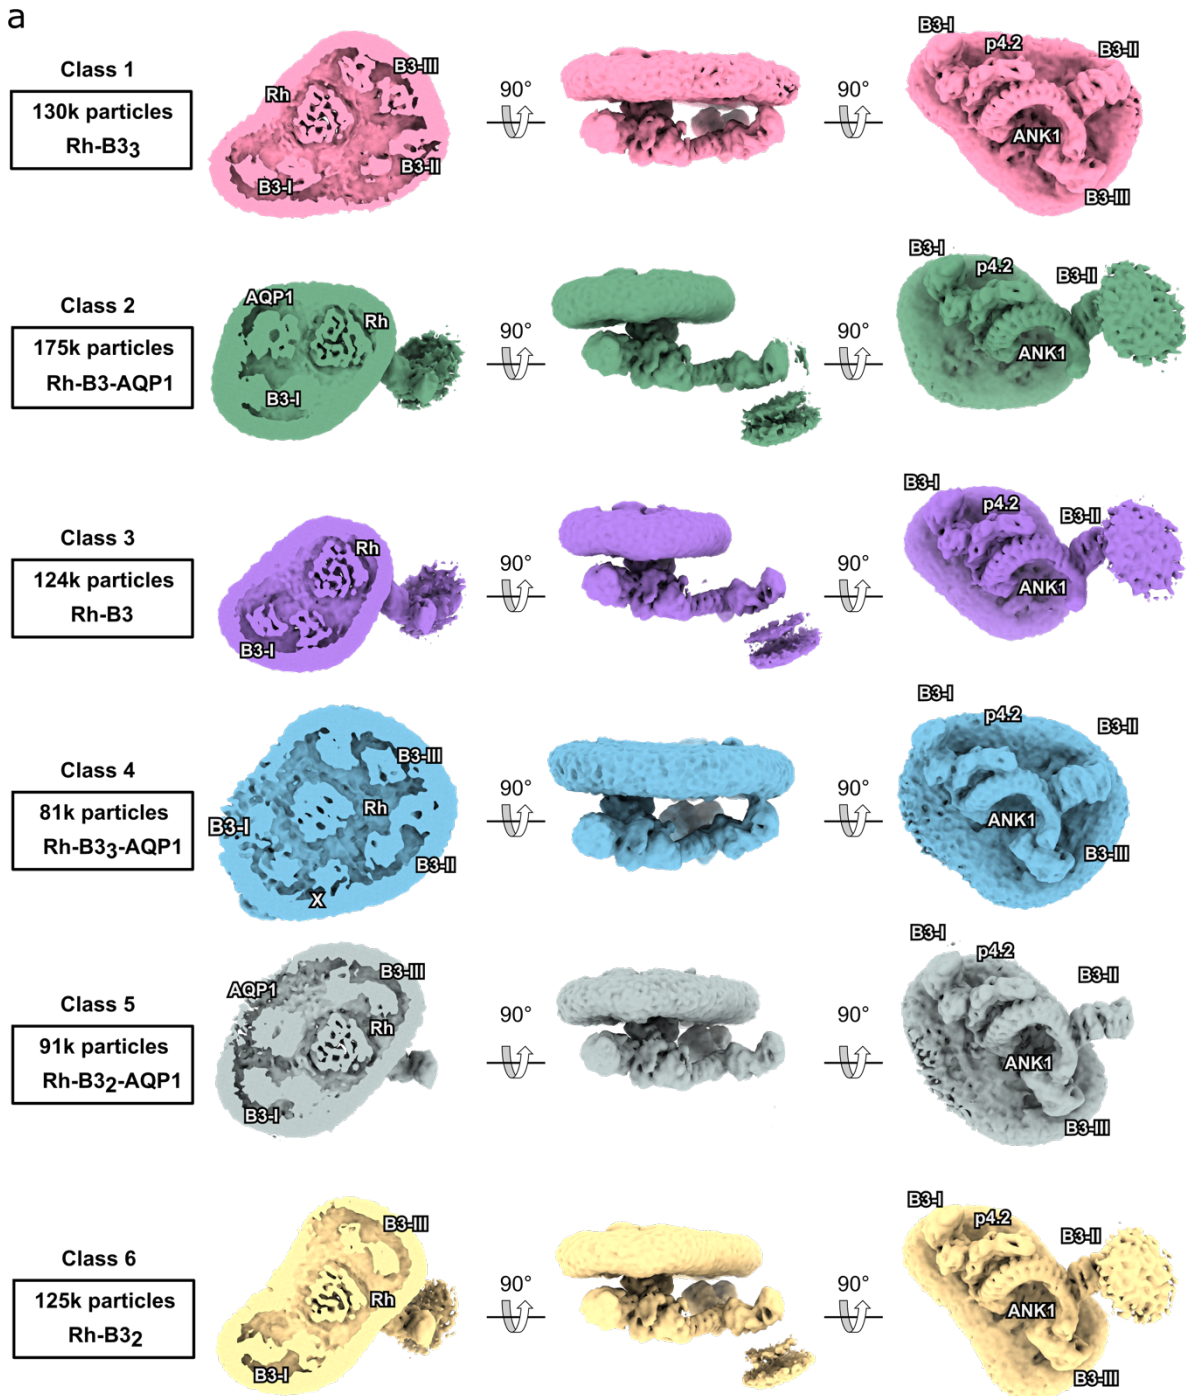 a
Class 1
130k particles
Rh-B3₃
Rh
B3-III
B3-I
B3-II
90°
90°
B3-I
p4.2
B3-II
ANK1
B3-III
Class 2
175k particles
Rh-B3-AQP1
AQP1
Rh
B3-I
90°
90°
B3-I
p4.2
B3-II
ANK1
Class 3
124k particles
Rh-B3
Rh
B3-I
90°
90°
B3-I
p4.2
B3-II
ANK1
Class 4
81k particles
Rh-B3₃-AQP1
B3-III
Rh
B3-I
B3-II
X
90°
90°
B3-I
p4.2
B3-II
ANK1
B3-III
Class 5
91k particles
Rh-B3₂-AQP1
AQP1
B3-III
Rh
B3-I
90°
90°
B3-I
p4.2
B3-II
ANK1
B3-III
Class 6
125k particles
Rh-B3₂
B3-III
Rh
B3-I
90°
90°
B3-I
p4.2
B3-II
ANK1
B3-III